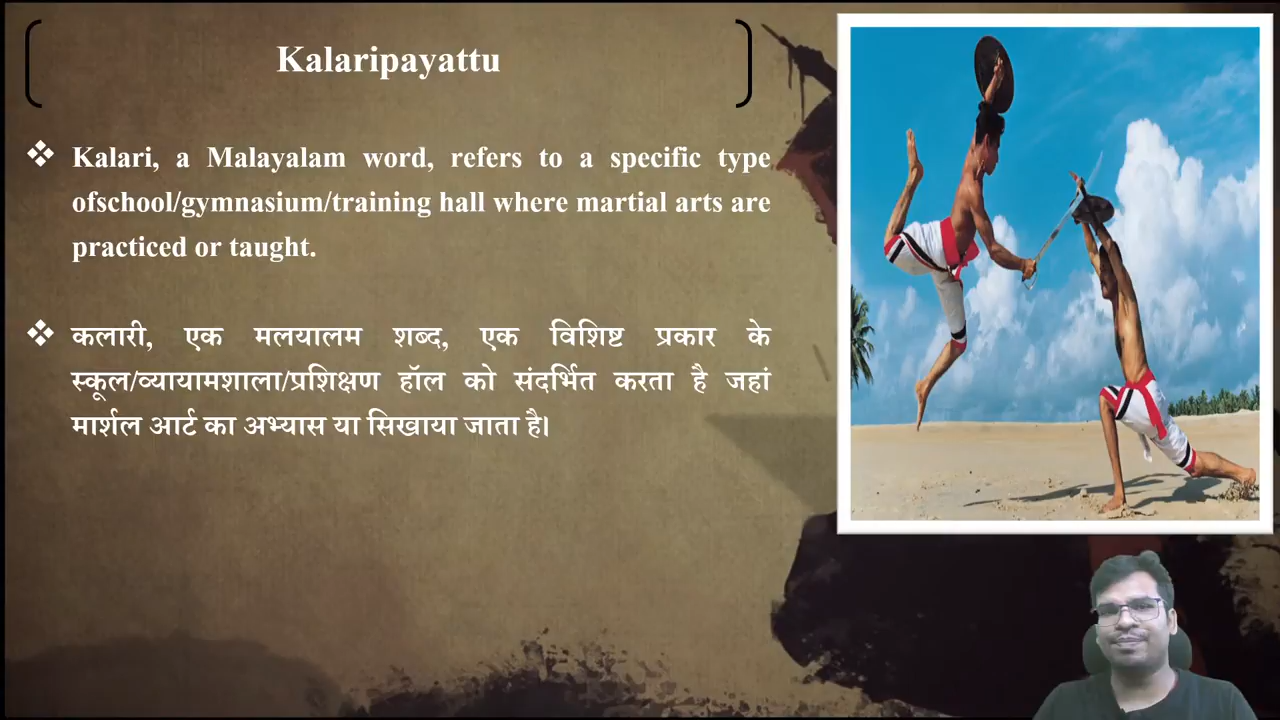 Kalaripayattu
Kalari, a Malayalam word, refers to a specific type
ofschool/gymnasium/training hall where martial arts are
practiced or taught.
कलारी, एक मलयालम शब्द, एक विशिष्ट प्रकार के
स्कूल/व्यायामशाला/प्रशिक्षण हॉल को संदर्भित करता है जहां
मार्शल आर्ट का अभ्यास या सिखाया जाता है।